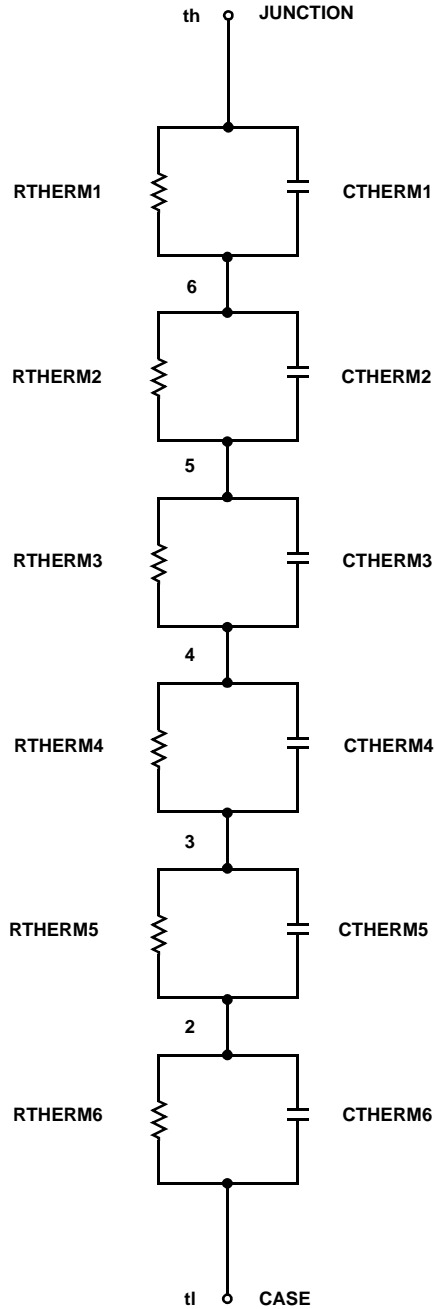 th JUNCTION
RTHERM1 CTHERM1
6
RTHERM2 CTHERM2
5
RTHERM3 CTHERM3
4
RTHERM4 CTHERM4
3
RTHERM5 CTHERM5
2
RTHERM6 CTHERM6
tl CASE